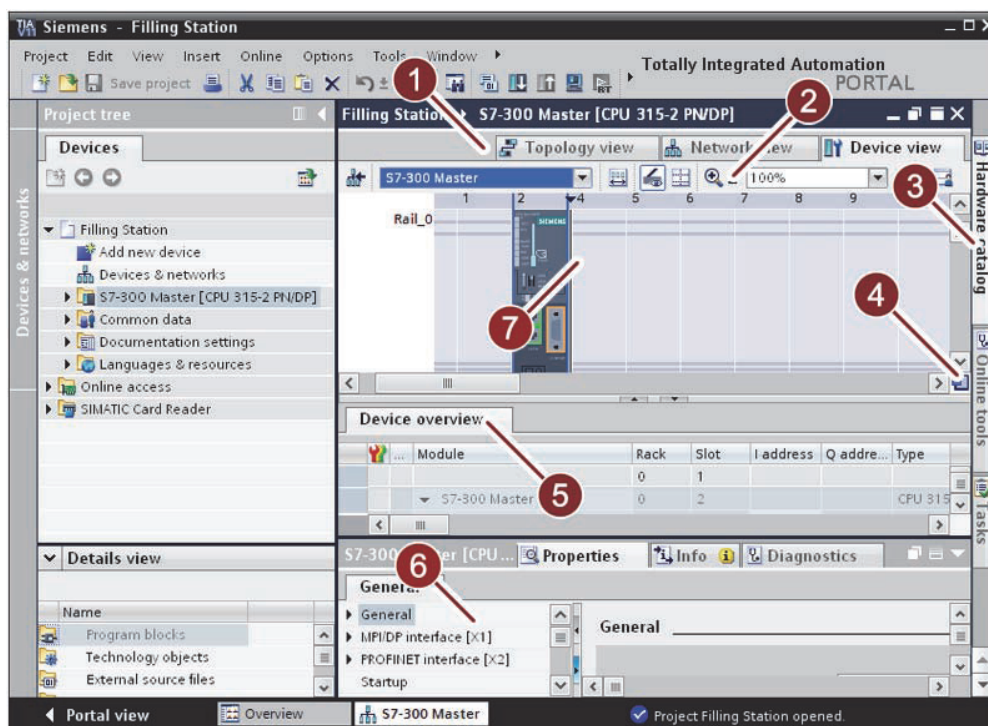 Siemens - Filling Station
Project Edit View Insert Online Options Tools Window
Save project
Totally Integrated Automation
PORTAL
1
2
3
4
5
6
7
Project tree
Devices
Devices & networks
Filling Station
Add new device
Devices & networks
S7-300 Master [CPU 315-2 PN/DP]
Common data
Documentation settings
Languages & resources
Online access
SIMATIC Card Reader
Details view
Name
Program blocks
Technology objects
External source files
S7-300 Master [CPU 315-2 PN/DP]
Topology view
Device view
S7-300 Master
100%
1 2 4 5 6 7 8 9
Rail_0
SIEMENS
Device overview
... Module Rack Slot I address Q addre... Type
0 1
S7-300 Master 0 2 CPU 315
S7-300 [CPU ... Properties Info Diagnostics
General
MPI/DP interface [X1]
PROFINET interface [X2]
Startup
General
Hardware catalog
Online tools
Tasks
Portal view
Overview
S7-300 Master
Project Filling Station opened.